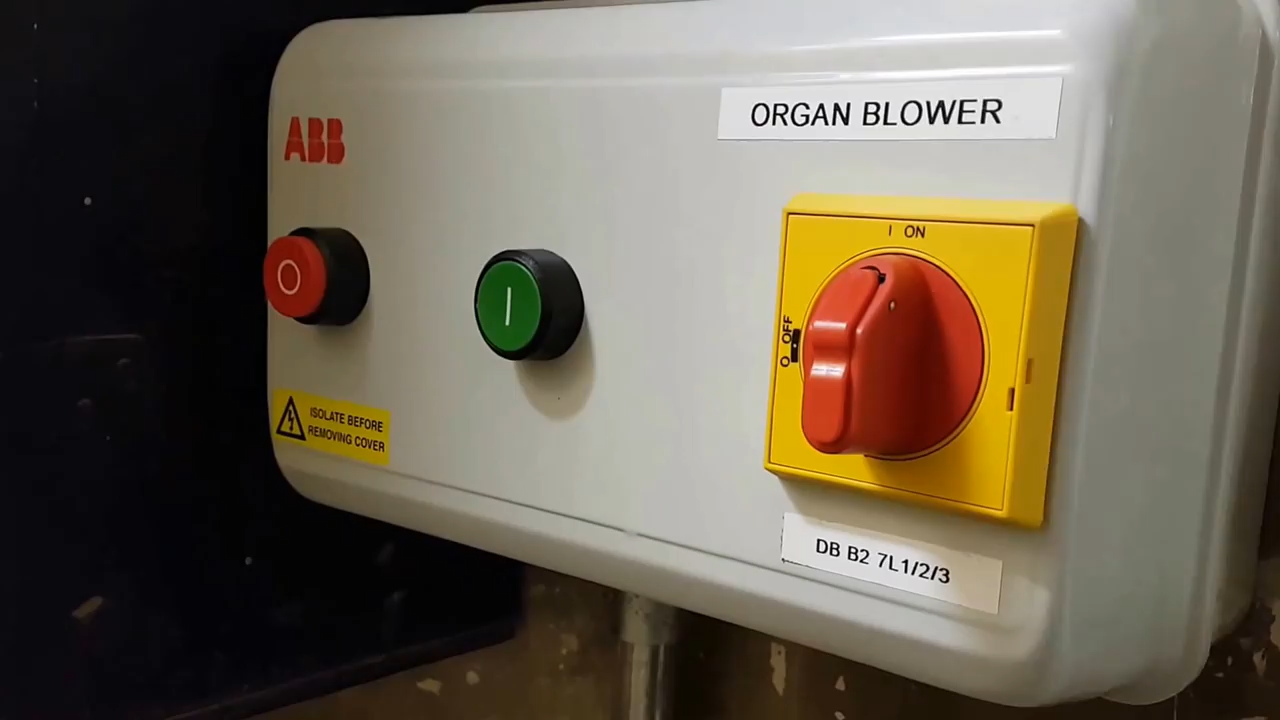 ORGAN BLOWER
ABB
I ON
O OFF
O
I
ISOLATE BEFORE
REMOVING COVER
DB B2 7L1/2/3